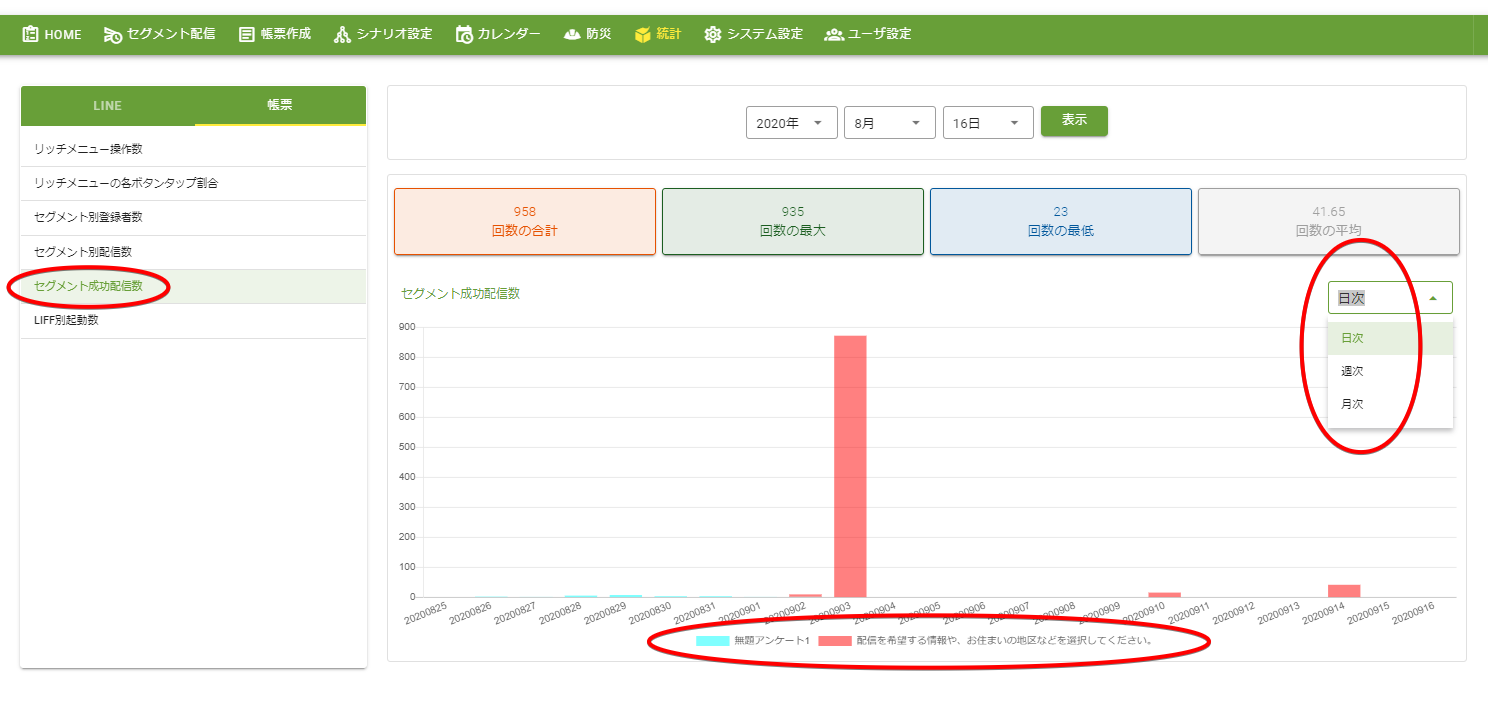 HOME セグメント配信 帳票作成 シナリオ設定 カレンダー 防災 統計 システム設定 ユーザ設定
LINE 帳票
リッチメニュー操作数
リッチメニューの各ボタンタップ割合
セグメント別登録者数
セグメント別配信数
セグメント成功配信数
LIFF別起動数
2020年 8月 16日 表示
958
回数の合計
935
回数の最大
23
回数の最低
41.65
回数の平均
セグメント成功配信数
日次
日次
週次
月次
900
800
700
600
500
400
300
200
100
0
20200825 20200826 20200827 20200828 20200829 20200830 20200831 20200901 20200902 20200903 20200904 20200905 20200906 20200907 20200908 20200909 20200910 20200911 20200912 20200913 20200914 20200915 20200916
無題アンケート1 配信を希望する情報や、お住まいの地区などを選択してください。